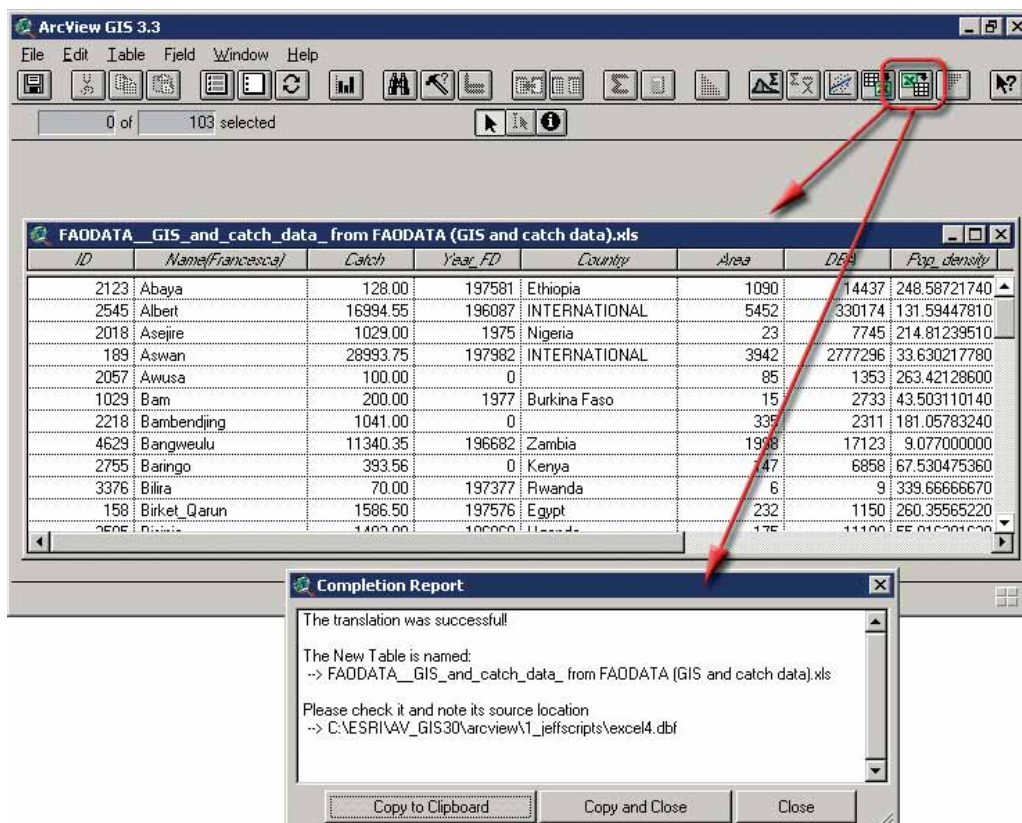 ArcView GIS 3.3
File Edit Table Field Window Help
0 of 103 selected
FAODATA__GIS_and_catch_data_ from FAODATA (GIS and catch data).xls
ID Name(Francesca) Catch Year_FD Country Area DBA Pop_density
2123 Abaya 128.00 197581 Ethiopia 1090 14437 248.58721740
2545 Albert 16994.55 196087 INTERNATIONAL 5452 330174 131.59447810
2018 Asejire 1029.00 1975 Nigeria 23 7745 214.81239510
189 Aswan 28993.75 197982 INTERNATIONAL 3942 2777296 33.630217780
2057 Awusa 100.00 0 85 1353 263.42128600
1029 Bam 200.00 1977 Burkina Faso 15 2733 43.503110140
2218 Bambendjing 1041.00 0 335 2311 181.05783240
4629 Bangweulu 11340.35 196682 Zambia 17123 9.077000000
2755 Baringo 393.56 0 Kenya 147 6858 67.530475360
3376 Bilira 70.00 197377 Rwanda 6 9 339.66666670
158 Birket_Qarun 1586.50 197576 Egypt 232 1150 260.35565220
Completion Report
The translation was successful!
The New Table is named:
--> FAODATA__GIS_and_catch_data_ from FAODATA (GIS and catch data).xls
Please check it and note its source location
--> C:\ESRI\AV_GIS30\arcview\1_jeffscripts\excel4.dbf
Copy to Clipboard Copy and Close Close